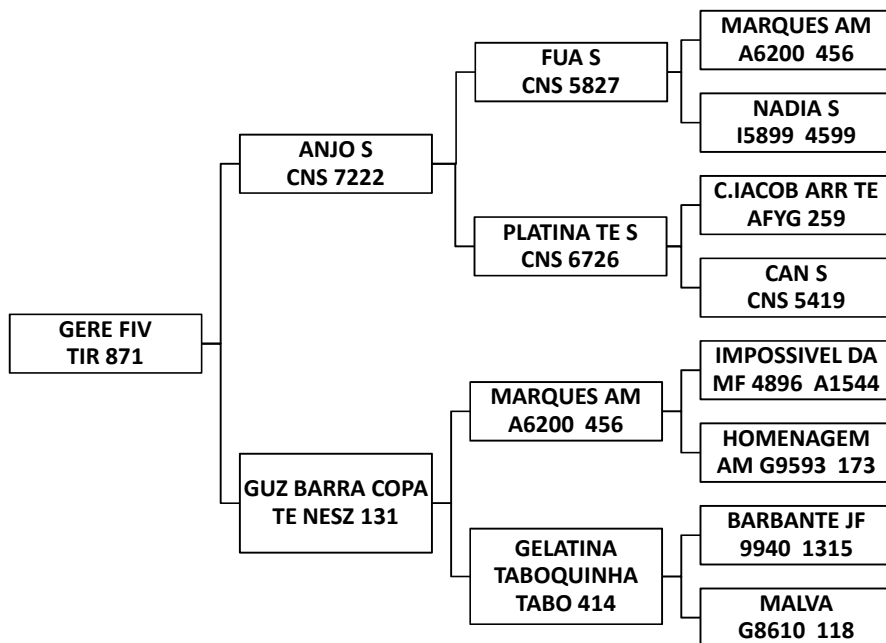 MARQUES AM
A6200 456
FUA S
CNS 5827
NADIA S
I5899 4599
ANJO S
CNS 7222
C.IACOB ARR TE
AFYG 259
PLATINA TE S
CNS 6726
CAN S
CNS 5419
GERE FIV
TIR 871
IMPOSSIVEL DA
MF 4896 A1544
MARQUES AM
A6200 456
HOMENAGEM
AM G9593 173
GUZ BARRA COPA
TE NESZ 131
BARBANTE JF
9940 1315
GELATINA
TABOQUINHA
TABO 414
MALVA
G8610 118